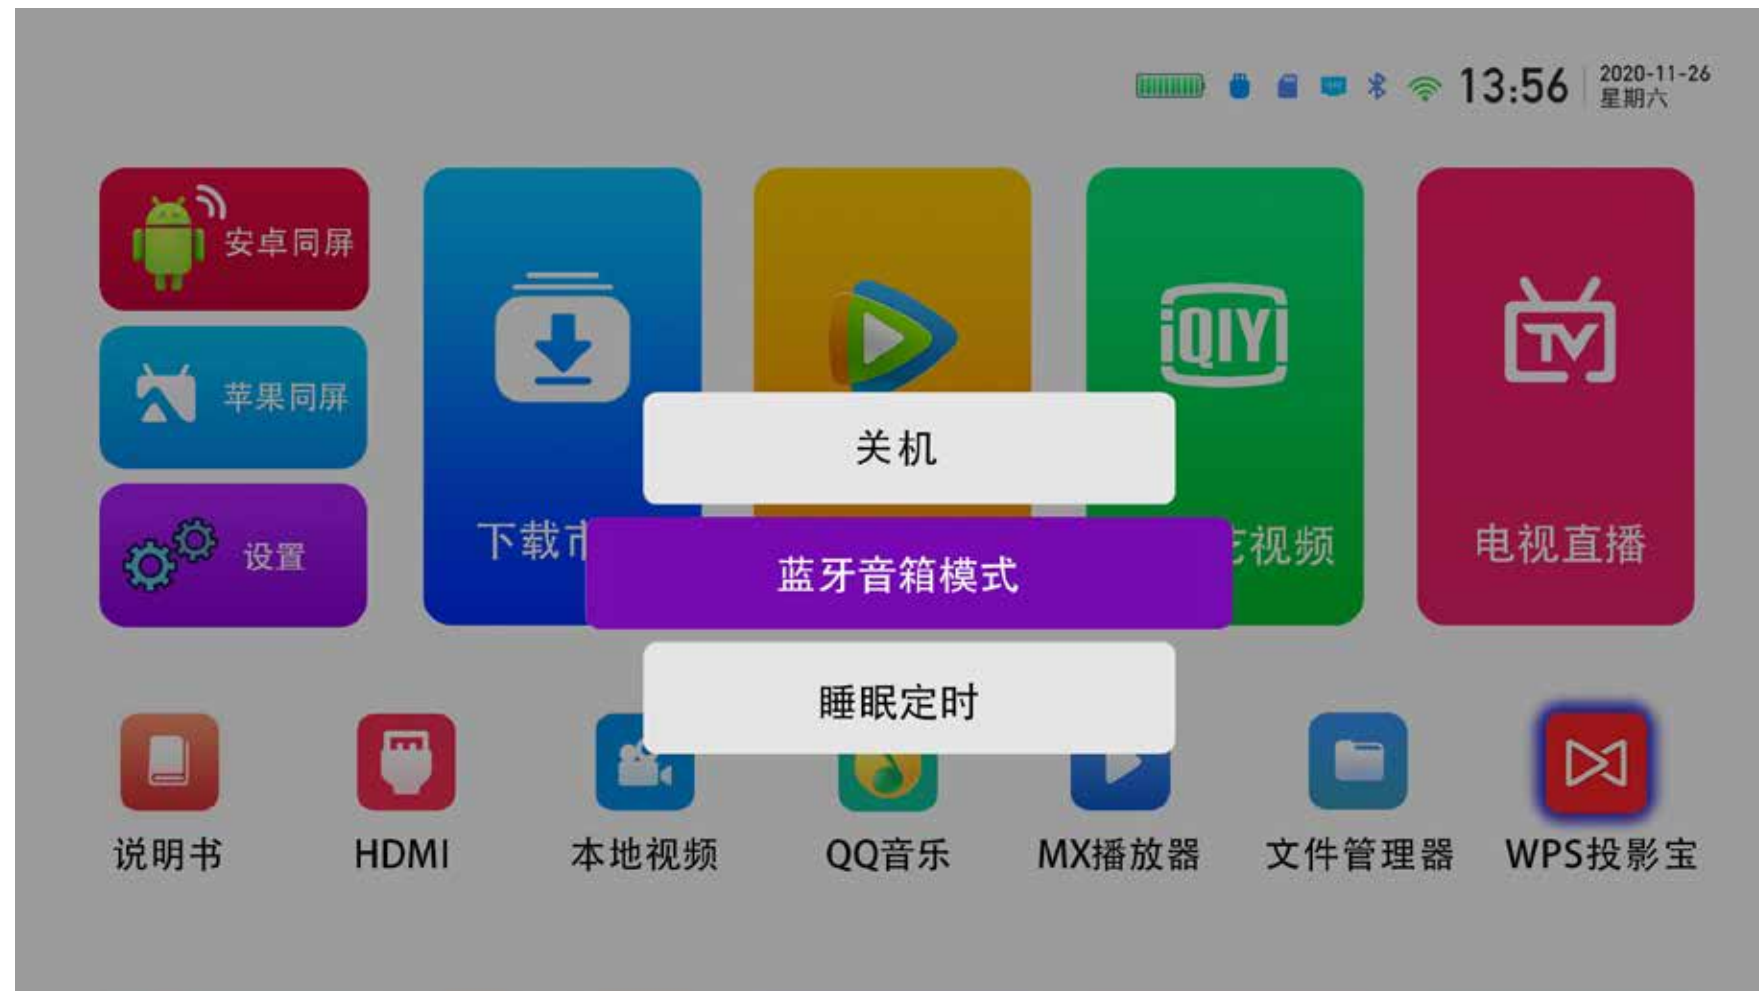 13:56
2020-11-26
星期六
安卓同屏
苹果同屏
设置
下载市
iQIYI
艺视频
TV
电视直播
关机
蓝牙音箱模式
睡眠定时
说明书
HDMI
本地视频
QQ音乐
MX播放器
文件管理器
WPS投影宝